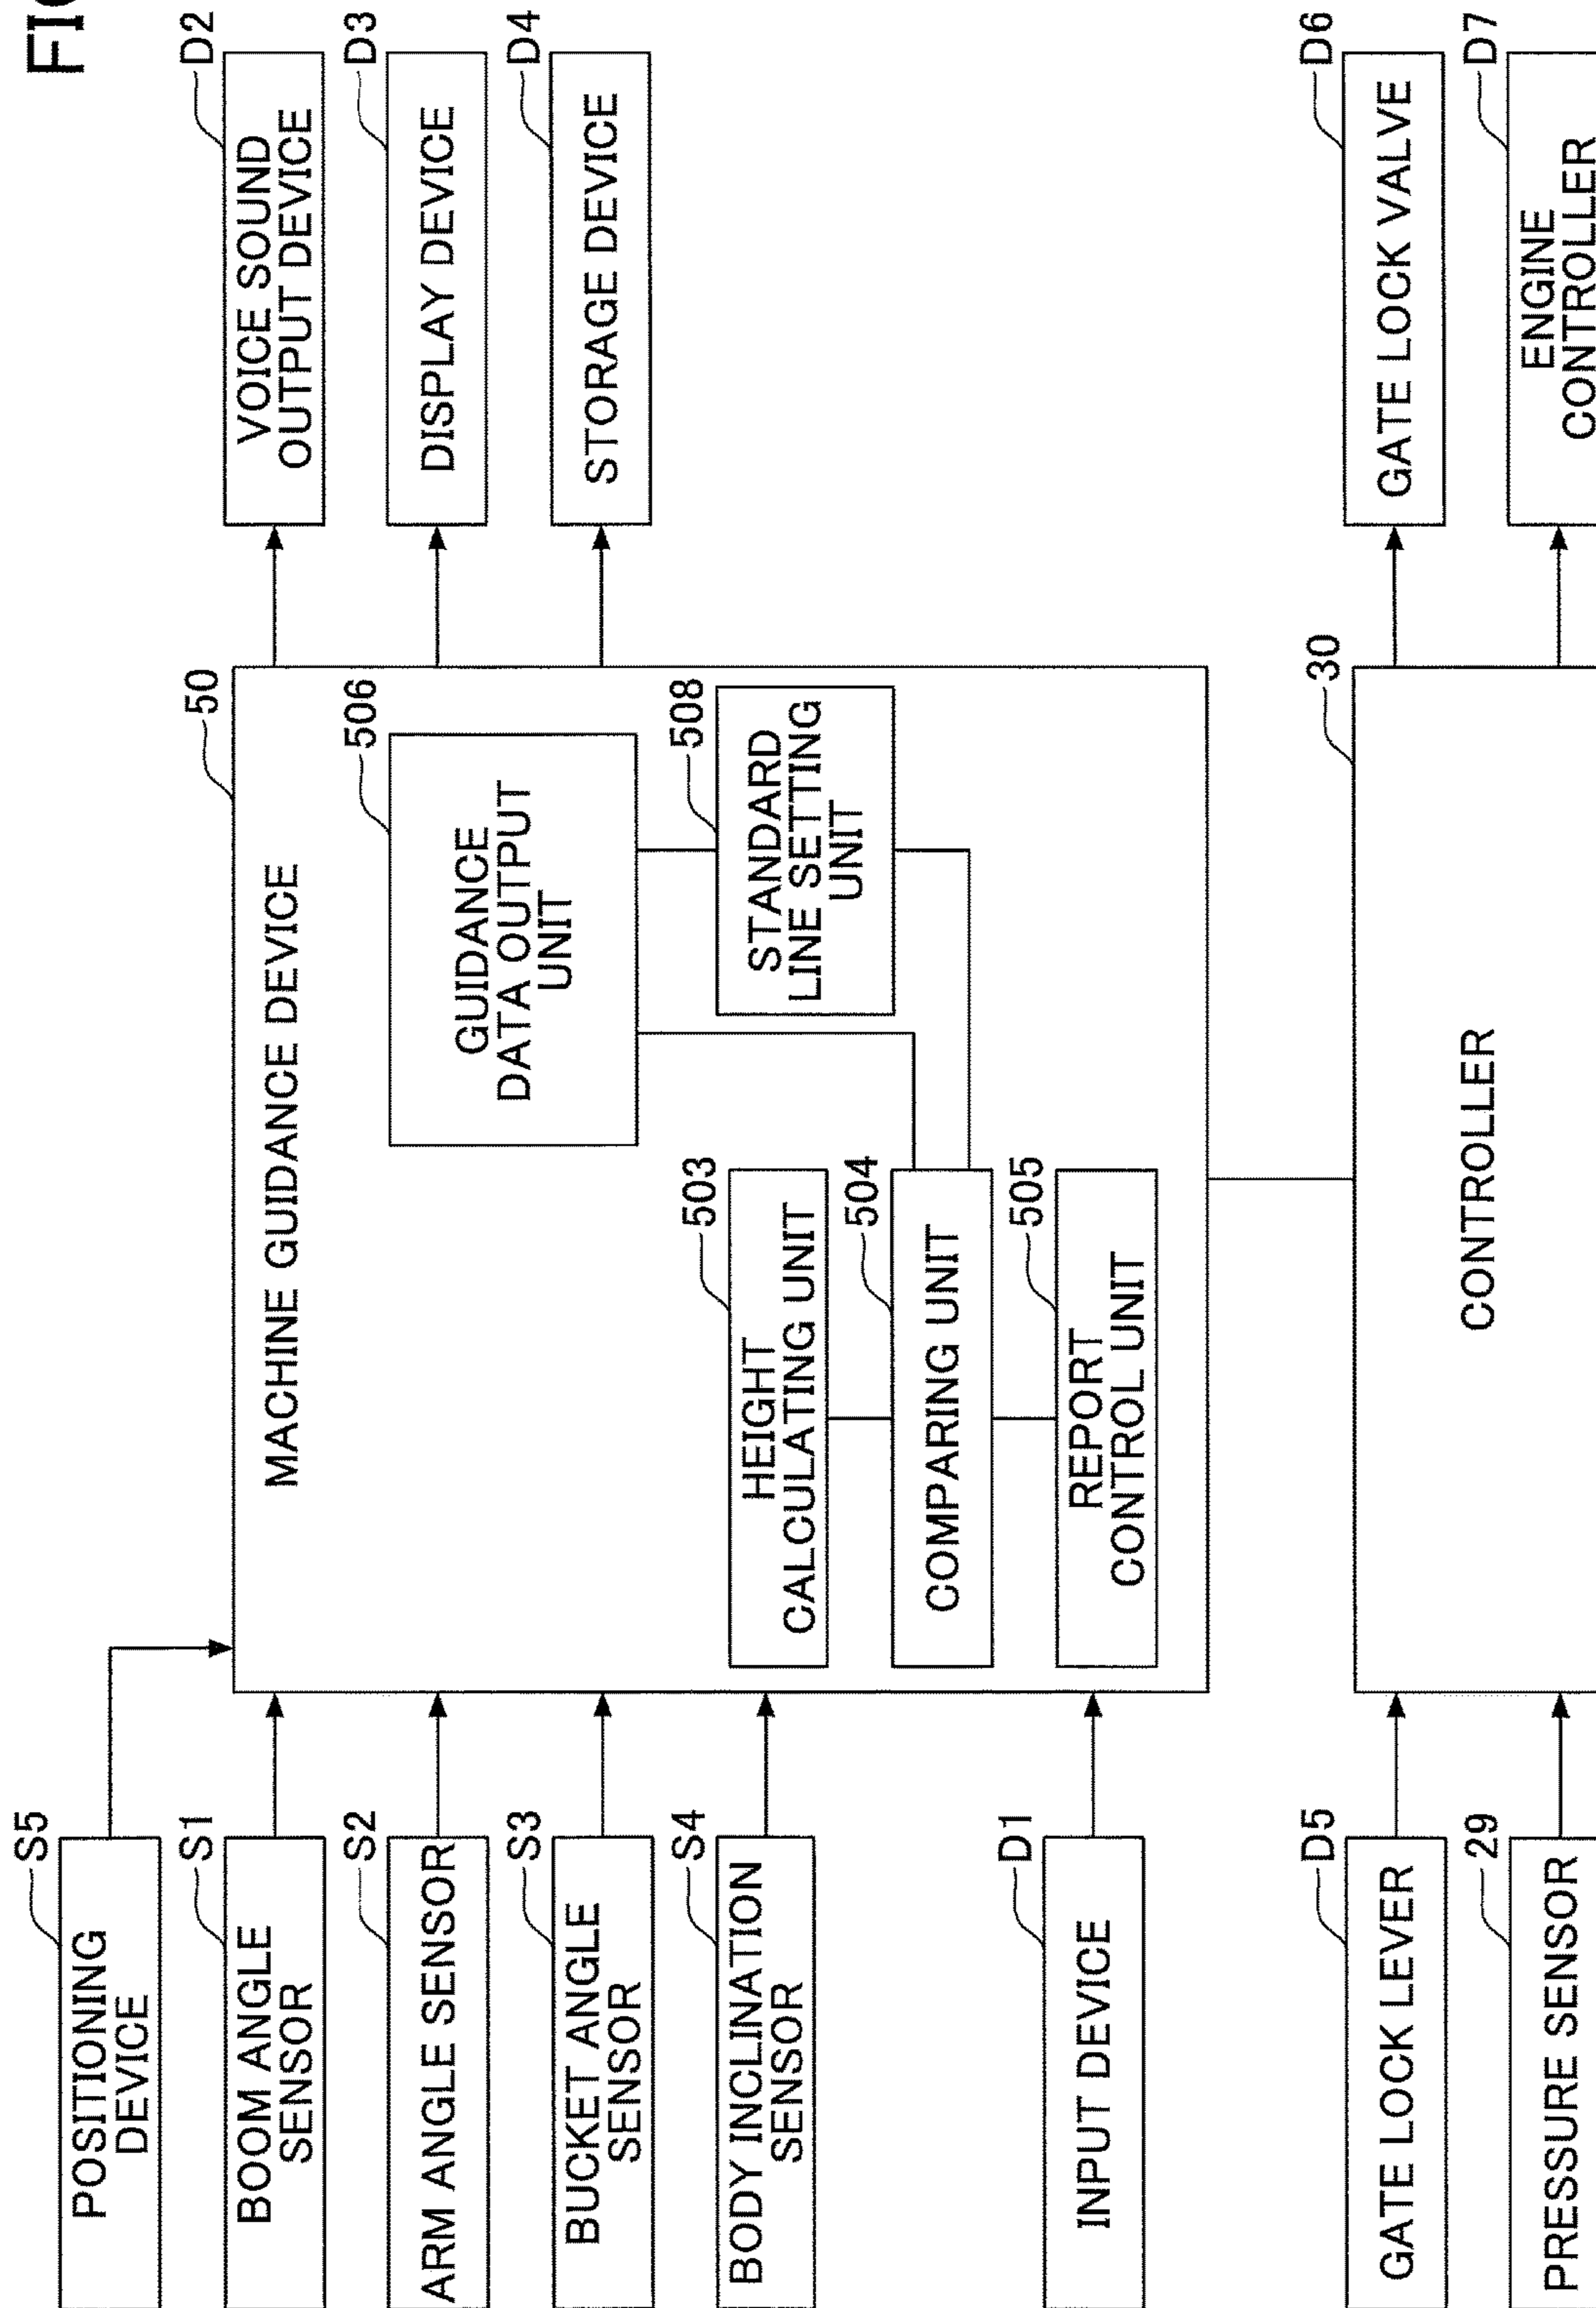 FIG
S5
POSITIONING
DEVICE
S1
BOOM ANGLE
SENSOR
S2
ARM ANGLE SENSOR
S3
BUCKET ANGLE
SENSOR
S4
BODY INCLINATION
SENSOR
D1
INPUT DEVICE
D5
GATE LOCK LEVER
29
PRESSURE SENSOR
50
MACHINE GUIDANCE DEVICE
506
GUIDANCE
DATA OUTPUT
UNIT
508
STANDARD
LINE SETTING
UNIT
503
HEIGHT
CALCULATING UNIT
504
COMPARING UNIT
505
REPORT
CONTROL UNIT
30
CONTROLLER
D2
VOICE SOUND
OUTPUT DEVICE
D3
DISPLAY DEVICE
D4
STORAGE DEVICE
D6
GATE LOCK VALVE
D7
ENGINE
CONTROLLER